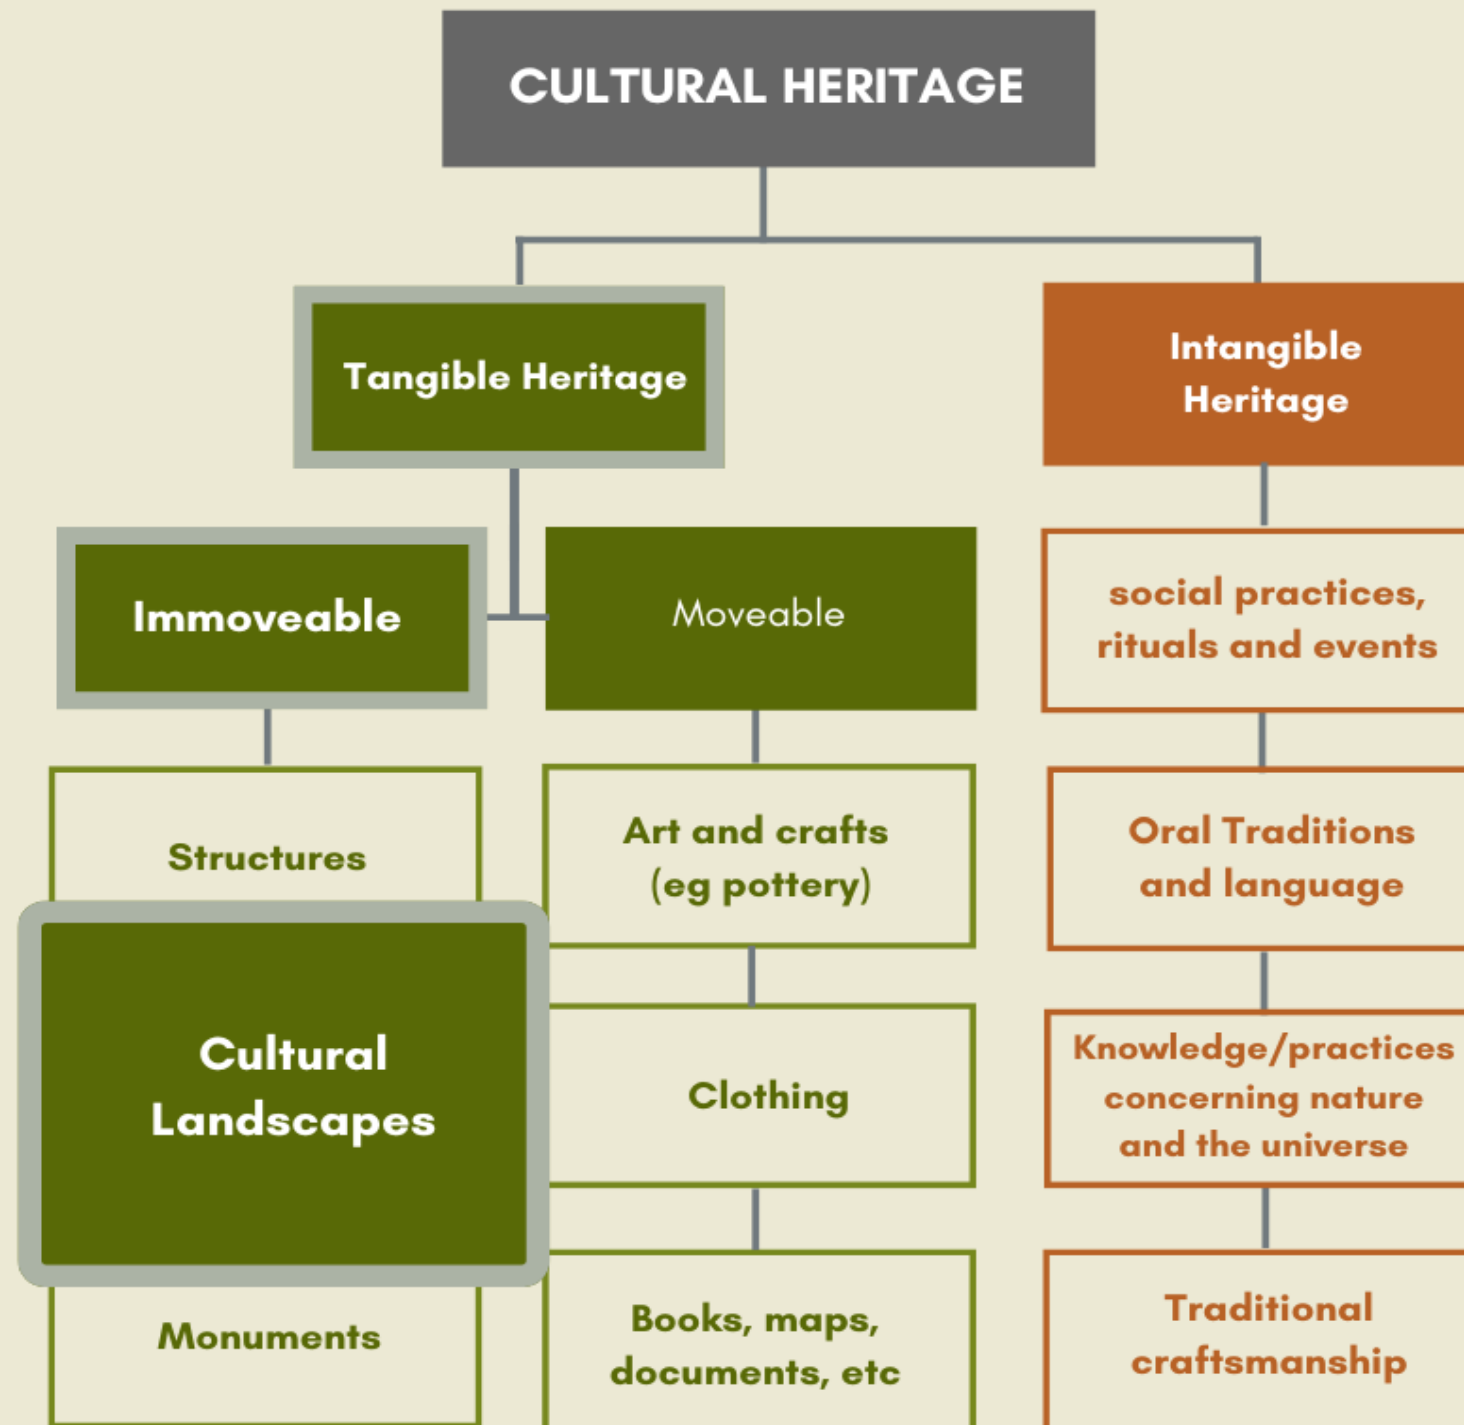 CULTURAL HERITAGE
Tangible Heritage
Intangible
Heritage
Immoveable
Moveable
social practices,
rituals and events
Structures
Art and crafts
(eg pottery)
Oral Traditions
and language
Cultural
Landscapes
Clothing
Knowledge/practices
concerning nature
and the universe
Monuments
Books, maps,
documents, etc
Traditional
craftsmanship